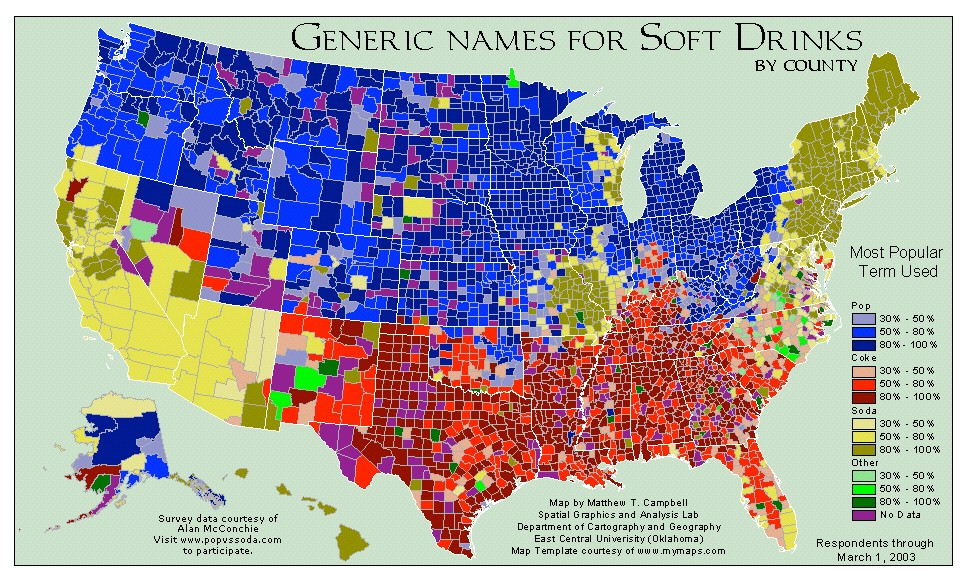 GENERIC NAMES FOR SOFT DRINKS
BY COUNTY
Most Popular
Term Used
Pop
30% - 50%
50% - 80%
80% - 100%
Coke
30% - 50%
50% - 80%
80% - 100%
Soda
30% - 50%
50% - 80%
80% - 100%
Other
30% - 50%
50% - 80%
80% - 100%
No Data
Survey data courtesy of
Alan McConchie
Visit www.popvssoda.com
to participate.
Map by Matthew T. Campbell
Spatial Graphics and Analysis Lab
Department of Cartography and Geography
East Central Univeristy (Oklahoma)
Map Template courtesy of www.mymaps.com
Respondents through
March 1, 2003